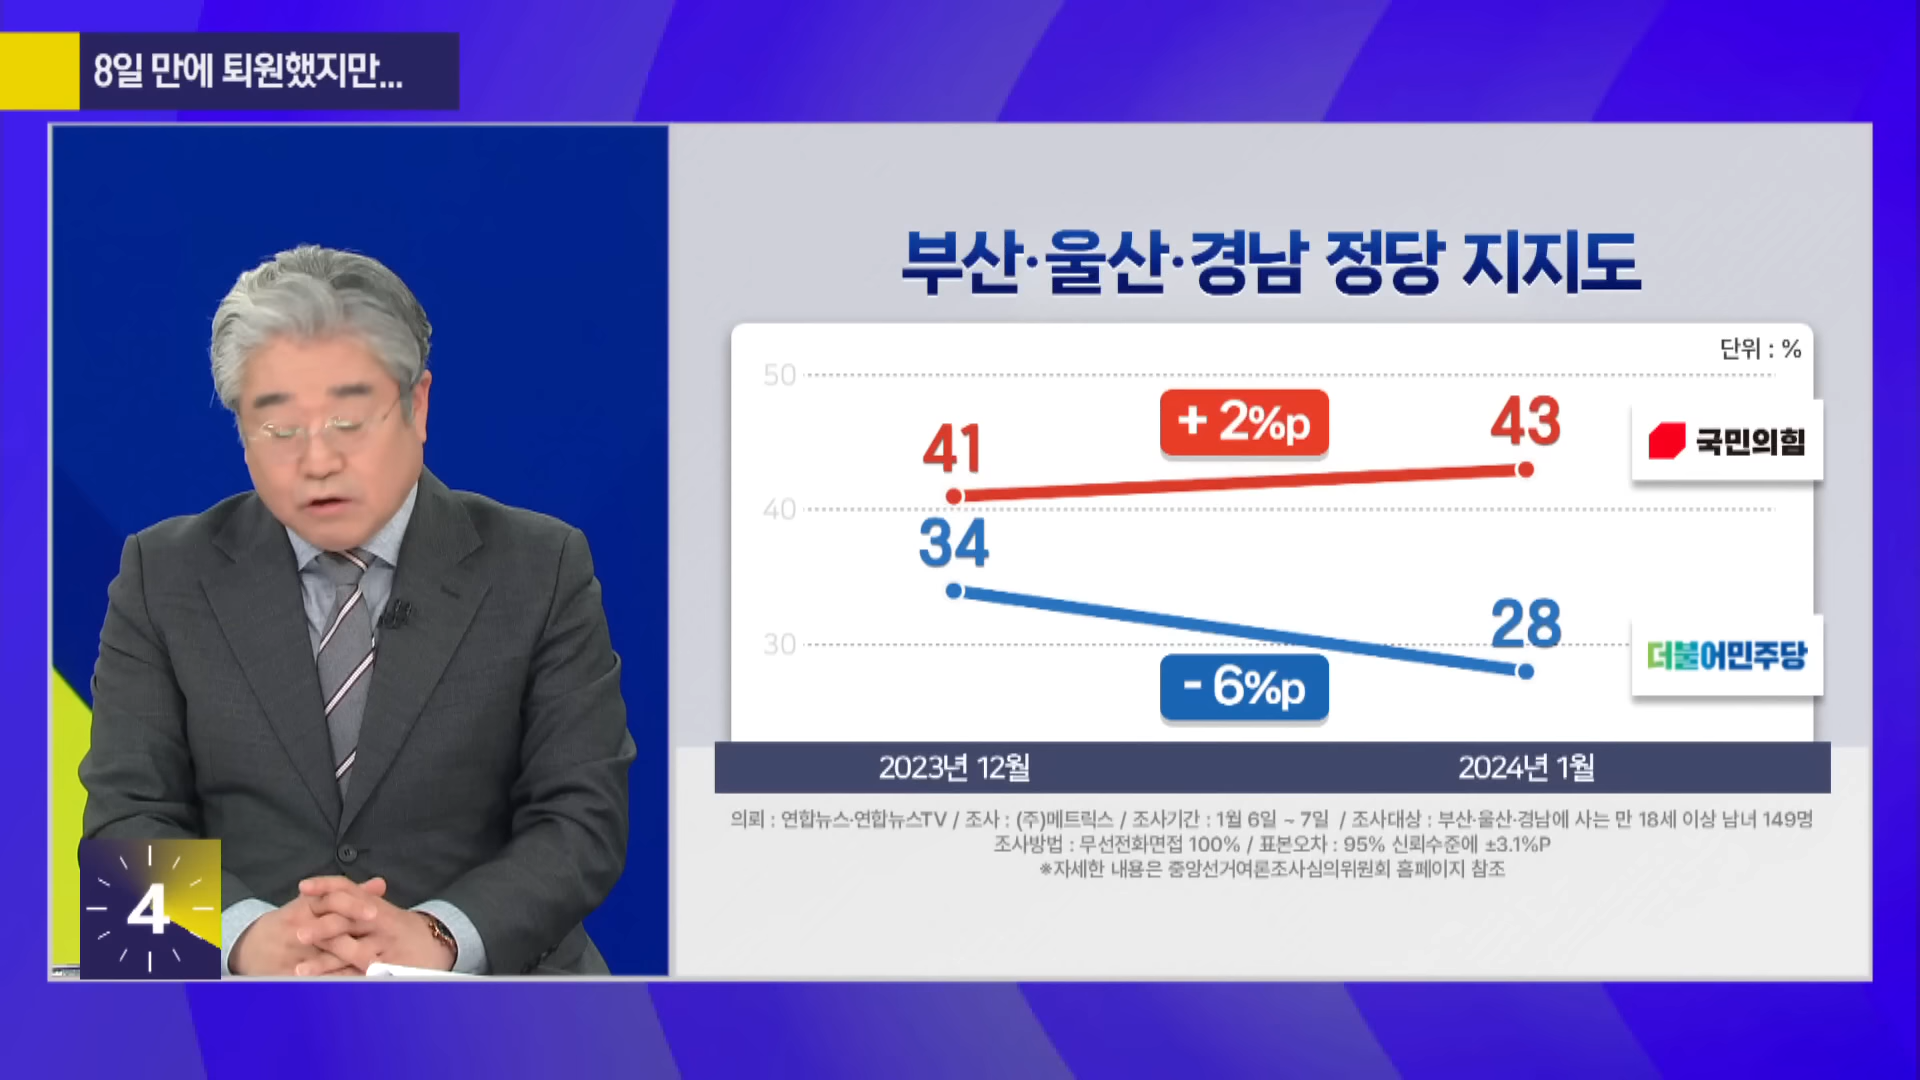 8일 만에 퇴원했지만...
부산·울산·경남 정당 지지도
단위 : %
50
+ 2%p
41
43
국민의힘
40
34
28
30
더불어민주당
- 6%p
2023년 12월
2024년 1월
의뢰 : 연합뉴스·연합뉴스TV / 조사 : (주)메트릭스 / 조사기간 : 1월 6일 ~ 7일 / 조사대상 : 부산·울산·경남에 사는 만 18세 이상 남녀 149명
조사방법 : 무선전화면접 100% / 표본오차 : 95% 신뢰수준에 ±3.1%P
※자세한 내용은 중앙선거여론조사심의위원회 홈페이지 참조
4